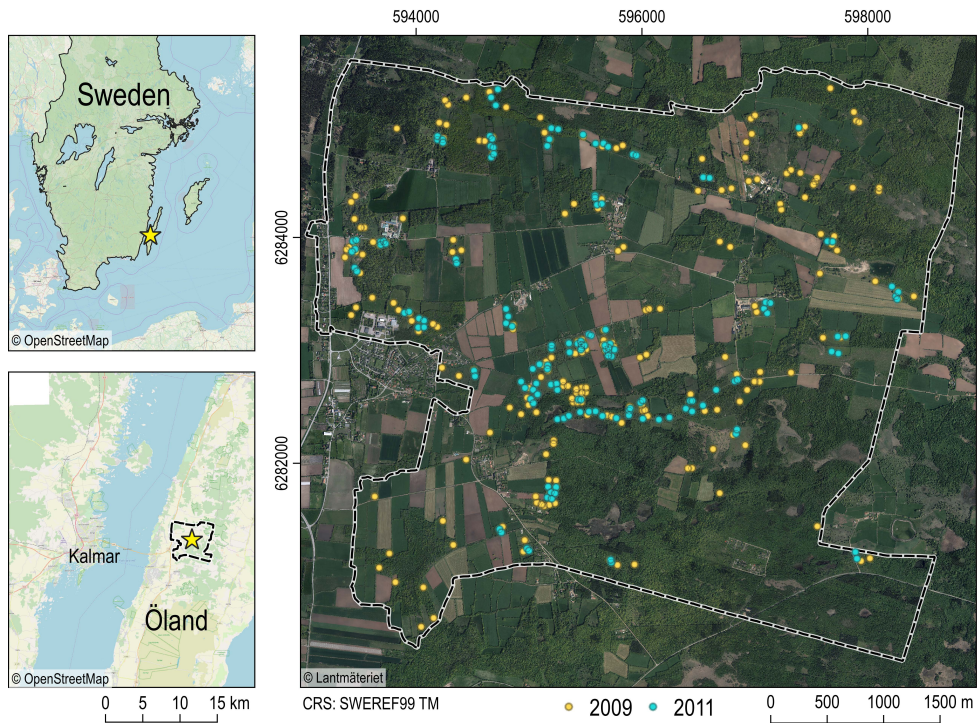 594000 596000 598000
Sweden
© OpenStreetMap
6284000
6282000
Kalmar
Öland
© OpenStreetMap
© Lantmäteriet
0 5 10 15 km
CRS: SWEREF99 TM
2009 2011
0 500 1000 1500 m